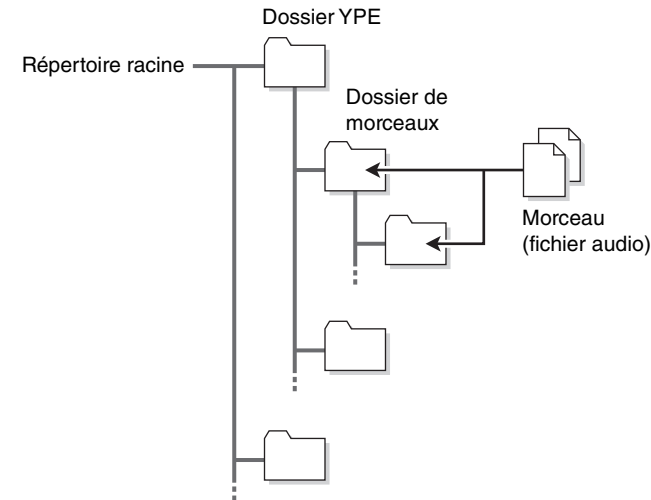 Dossier YPE
Répertoire racine
Dossier de
morceaux
Morceau
(fichier audio)